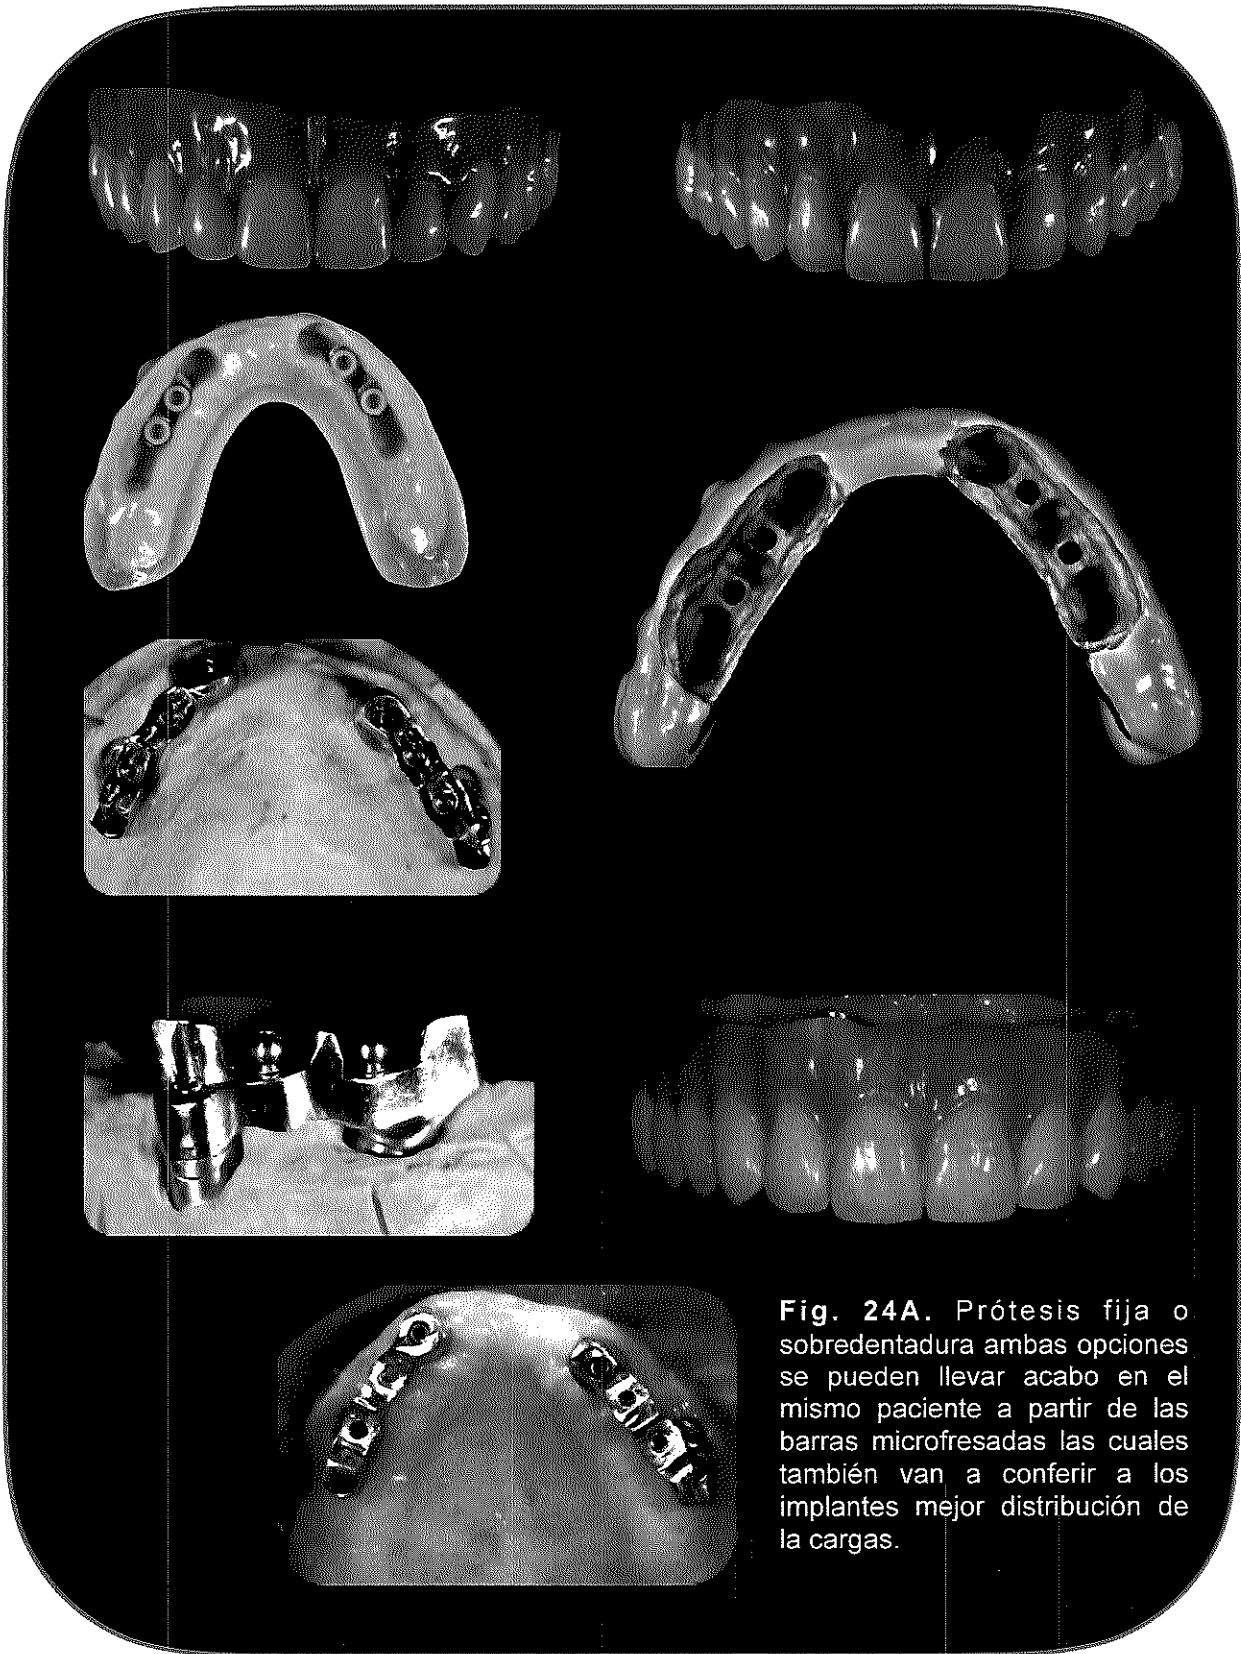 Fig. 24A. Prótesis fija o
sobredentadura ambas opciones
se pueden llevar acabo en el
mismo paciente a partir de las
barras microfresadas las cuales
también van a conferir a los
implantes mejor distribución de
la cargas.